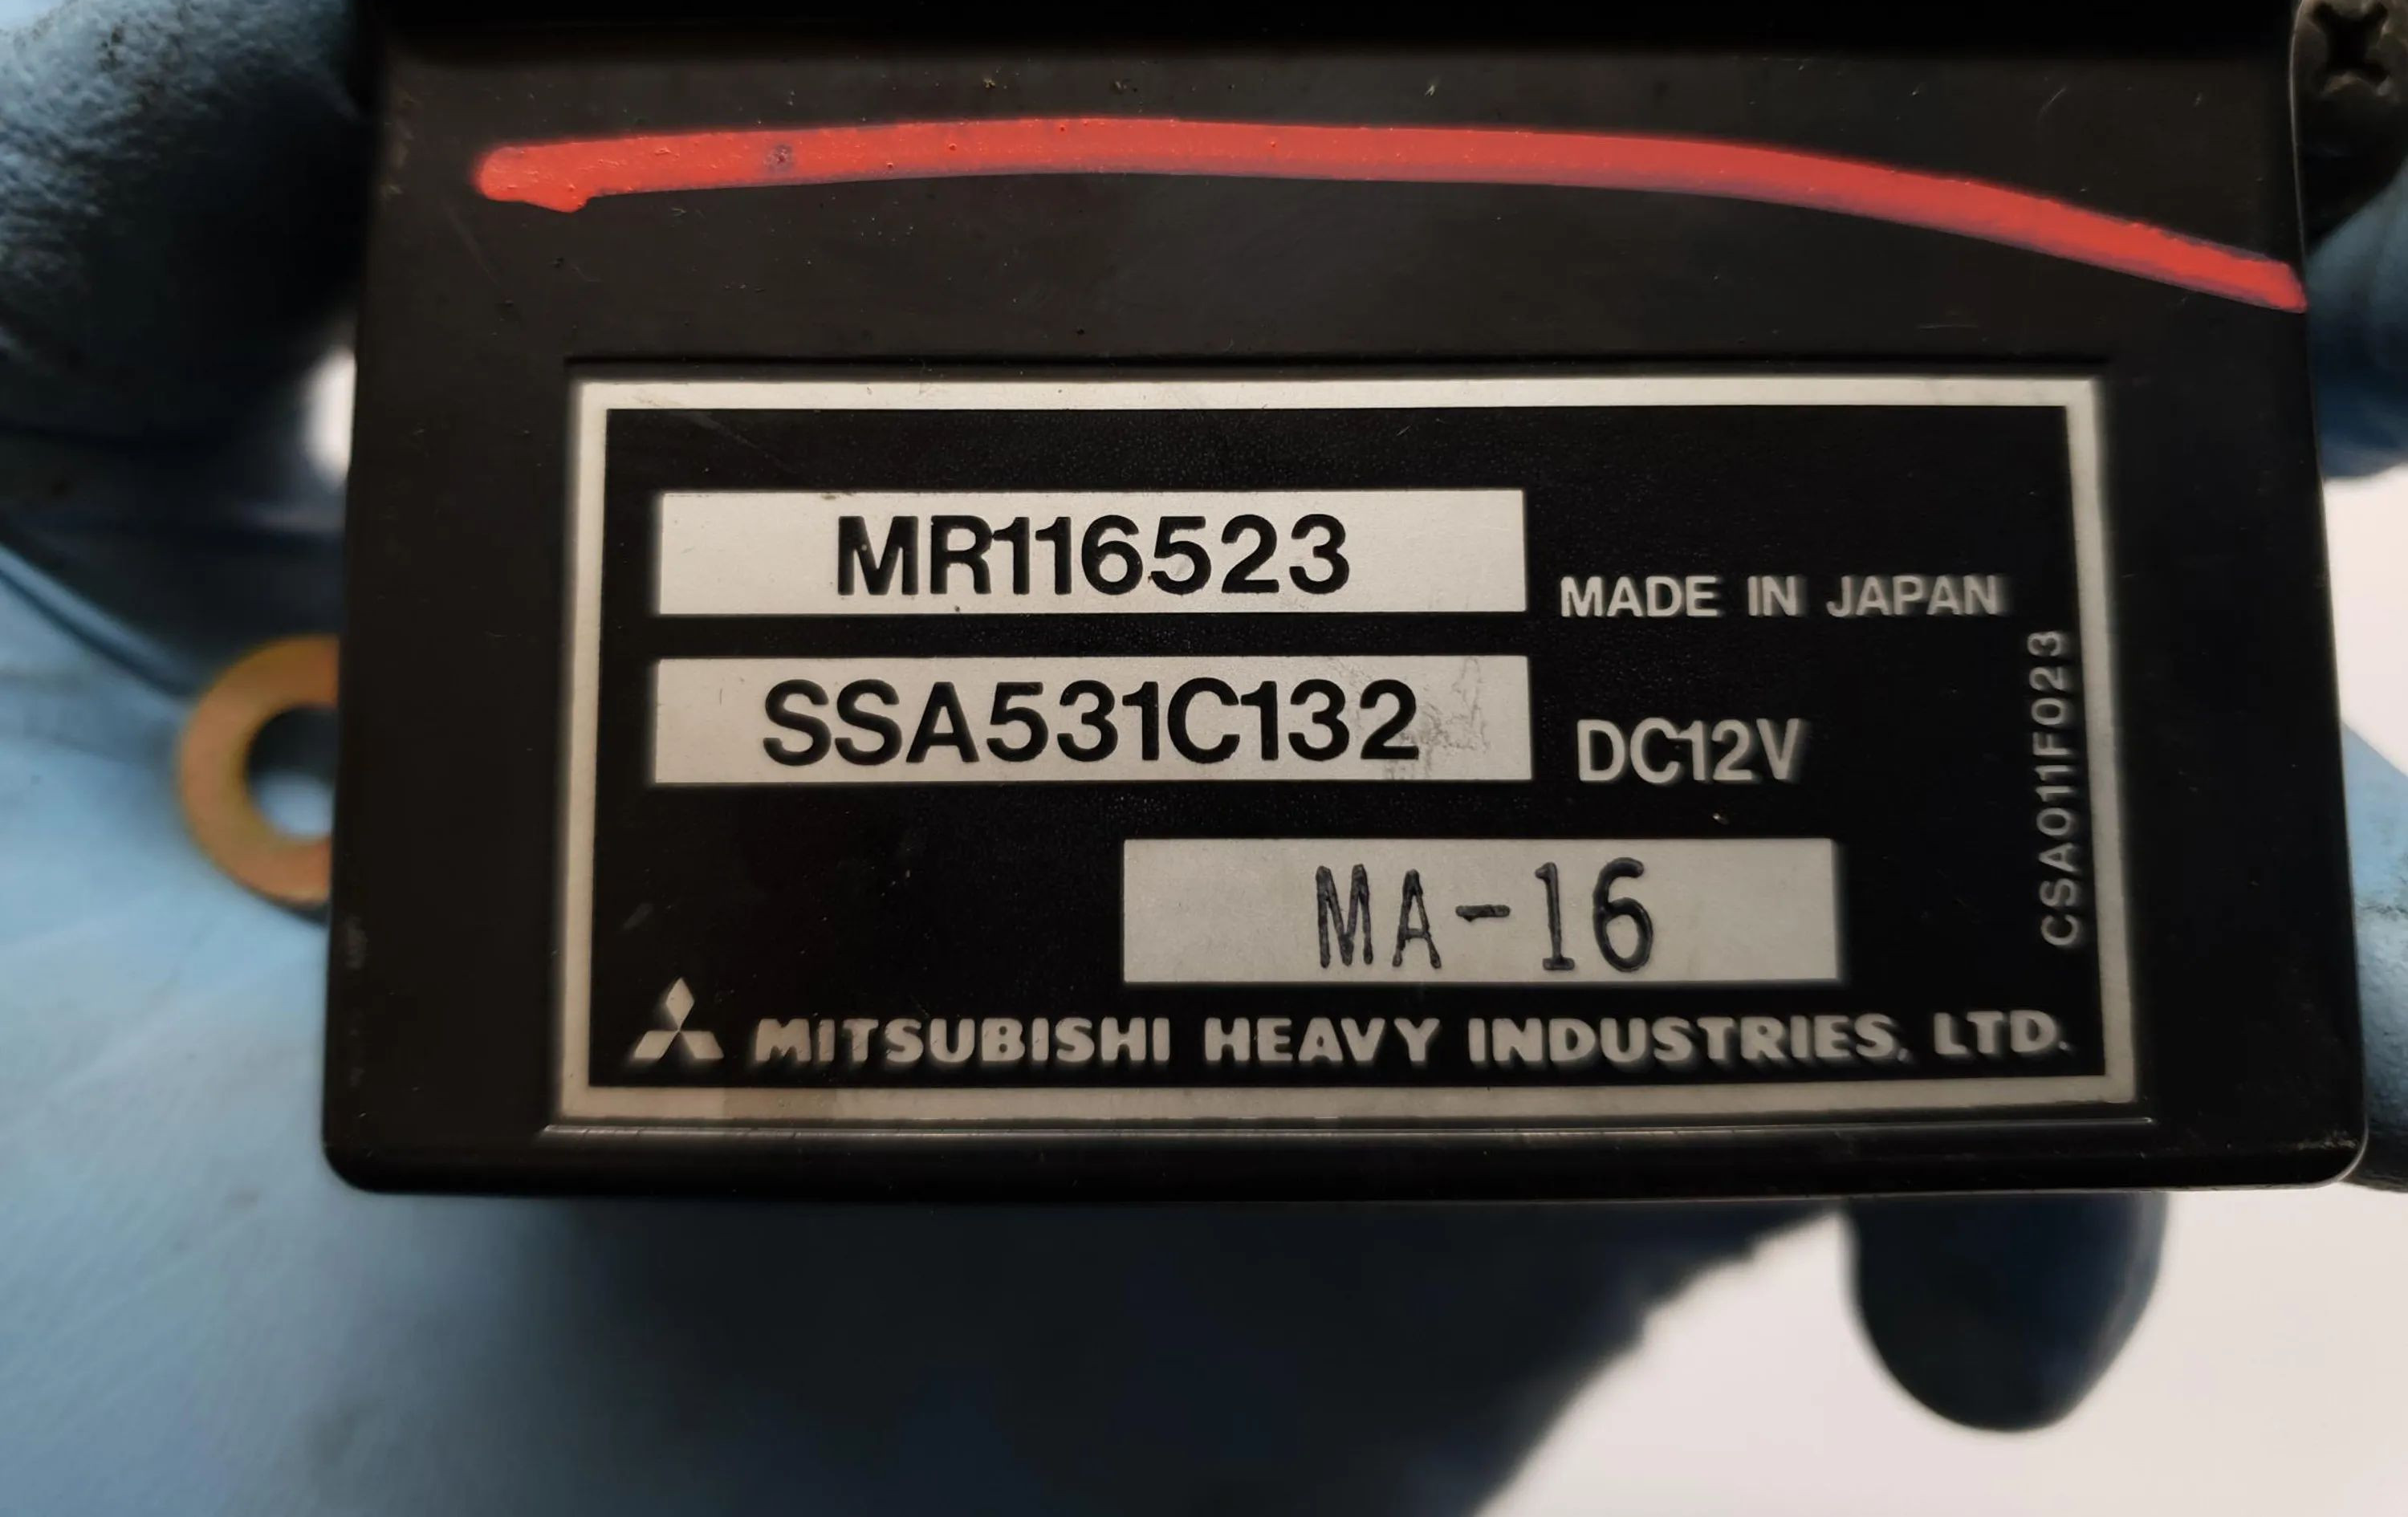 MR116523
MADE IN JAPAN
SSA531C132
DC12V
CSA011F023
MA-16
MITSUBISHI HEAVY INDUSTRIES, LTD.